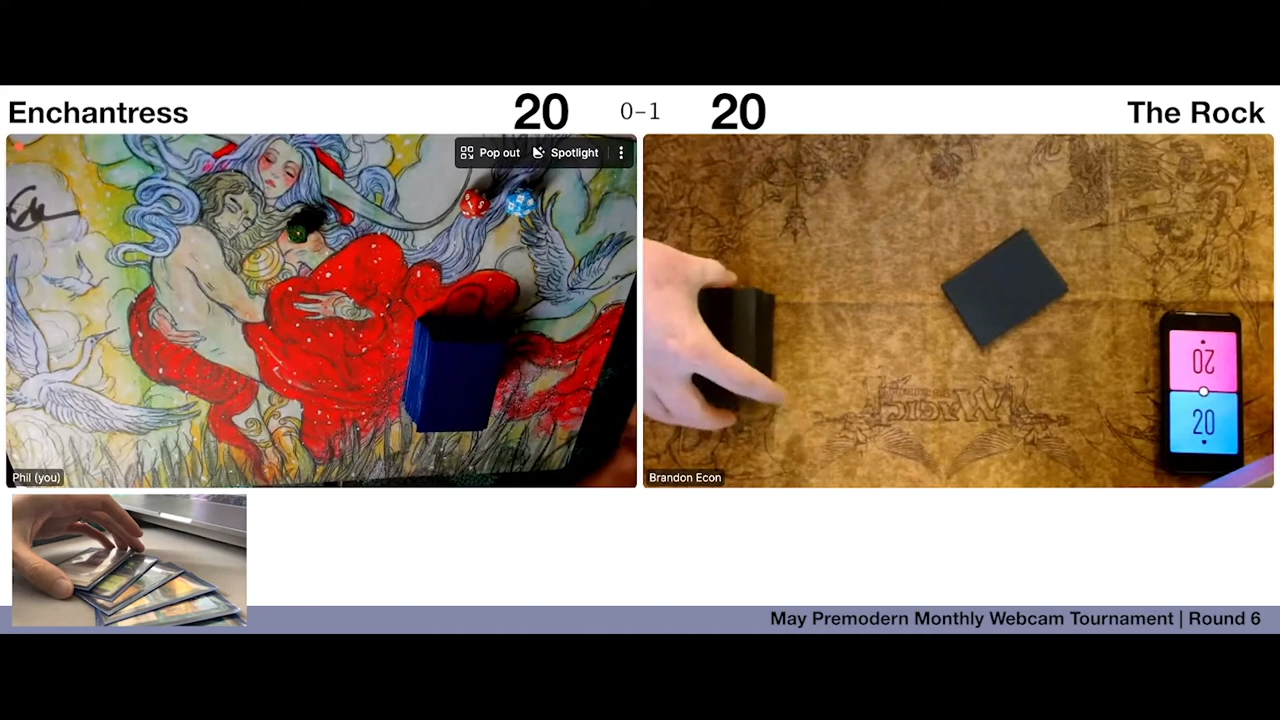 Enchantress
20
0-1
20
The Rock
Pop out
Spotlight
20
20
MAGIC
Phil (you)
Brandon Econ
May Premodern Monthly Webcam Tournament | Round 6